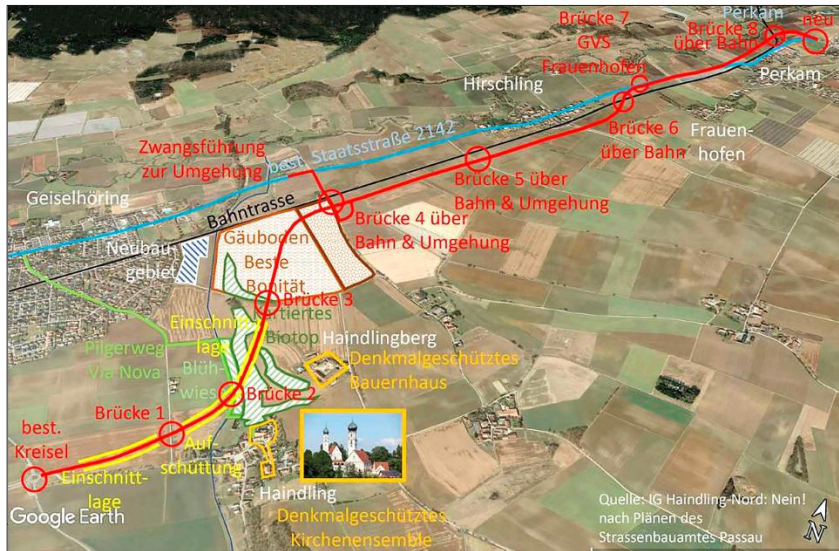 Brücke 7
GVS
Frauenhofen
Perkam
Brücke 8
über Bahn
neu
Perkam
Hirschling
Brücke 6
über Bahn
Frauen-
hofen
best. Staatsstraße 2142
Zwangsführung
zur Umgehung
Brücke 5 über
Bahn & Umgehung
Geiselhöring
Bahntrasse
Brücke 4 über
Bahn & Umgehung
Neubau-
gebiet
Gäuboden
Beste
Bonität
Brücke 3
Einschnitt-
lage
Biotop
Haindlingberg
Denkmalgeschütztes
Bauernhaus
Pilgerweg
Via Nova
Blüh-
wies
Brücke 2
Brücke 1
best.
Kreisel
Auf-
schüttung
Einschnitt-
lage
Haindling
Denkmalgeschütztes
Kirchenensemble
Google Earth
Quelle: IG Haindling-Nord: Nein!
nach Plänen des
Strassenbauamtes Passau
N